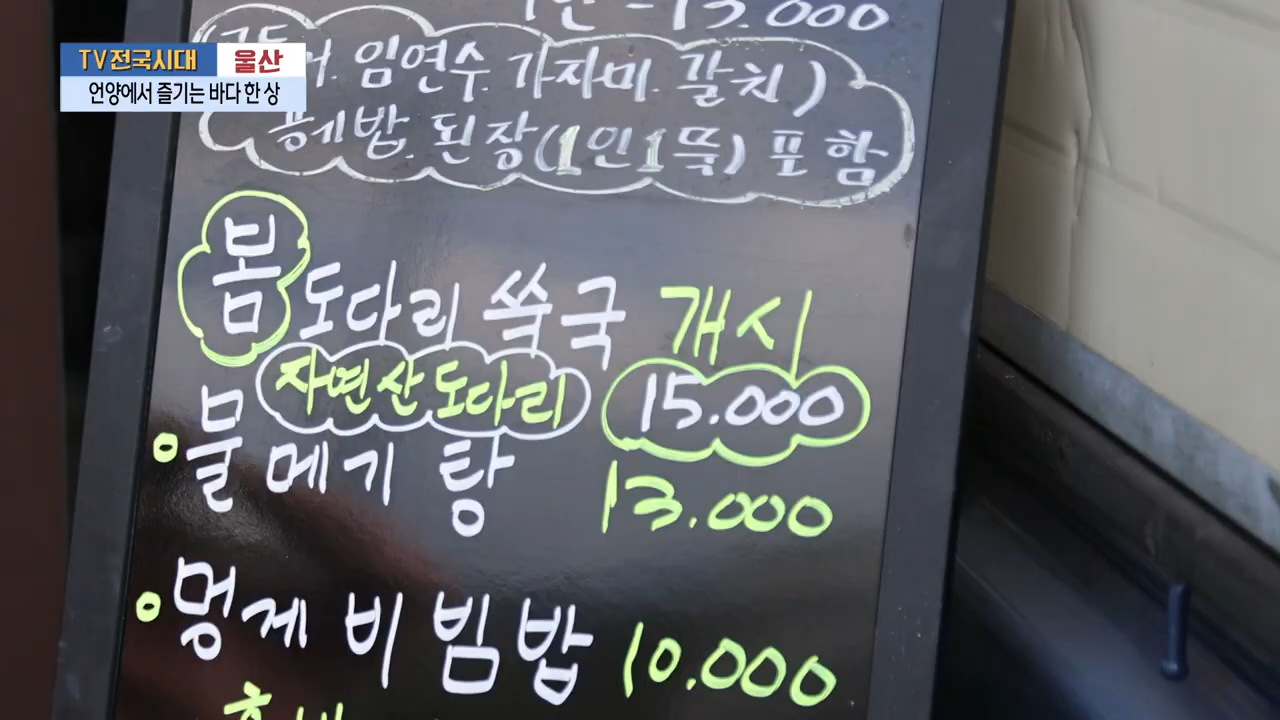 TV전국시대 울산
언양에서 즐기는 바다 한 상
임연수 가자미 갈치)
된장(1인1뚝) 포함
봄 도다리 쑥국 개시
자연산 도다리 15.000
물메기 탕 13.000
멍게 비빔밥 10.000